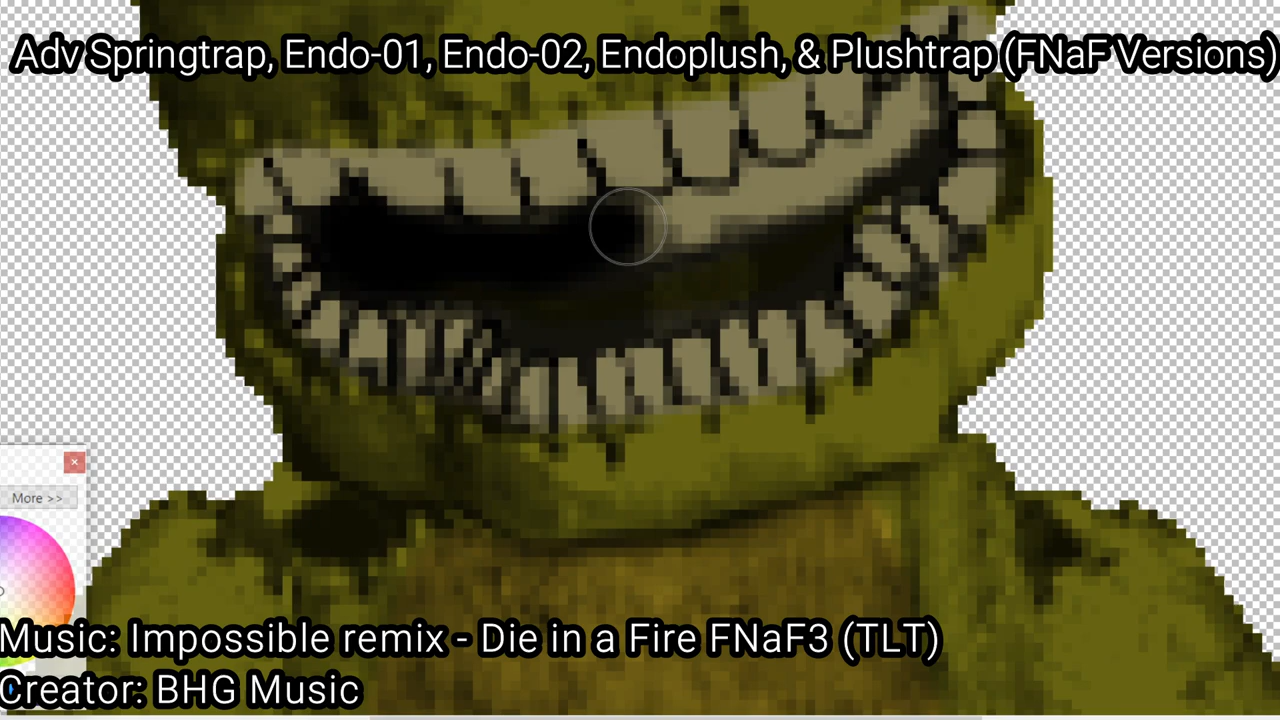 Adv Springtrap, Endo-01, Endo-02, Endoplush, & Plushtrap (FNaF Versions)
More >>
Music: Impossible remix - Die in a Fire FNaF3 (TLT)
Creator: BHG Music